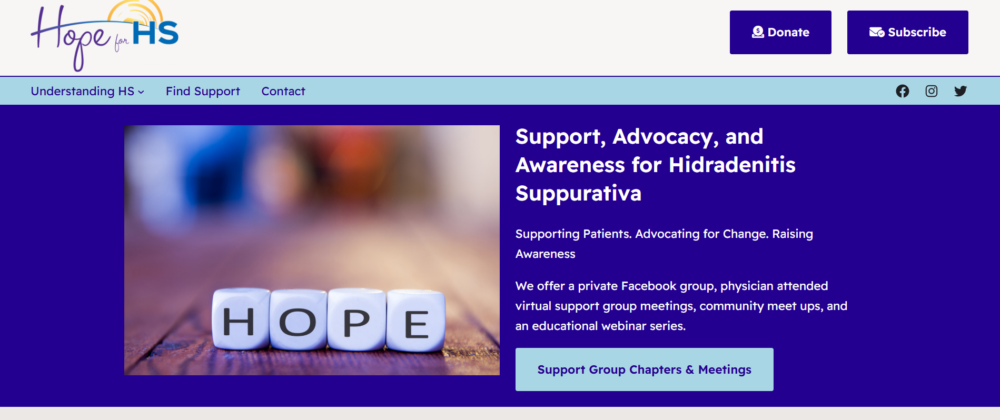 Hope for HS
Donate
Subscribe
Understanding HS
Find Support
Contact
Support, Advocacy, and
Awareness for Hidradenitis
Suppurativa
Supporting Patients. Advocating for Change. Raising
Awareness
We offer a private Facebook group, physician attended
virtual support group meetings, community meet ups, and
an educational webinar series.
Support Group Chapters & Meetings
HOPE